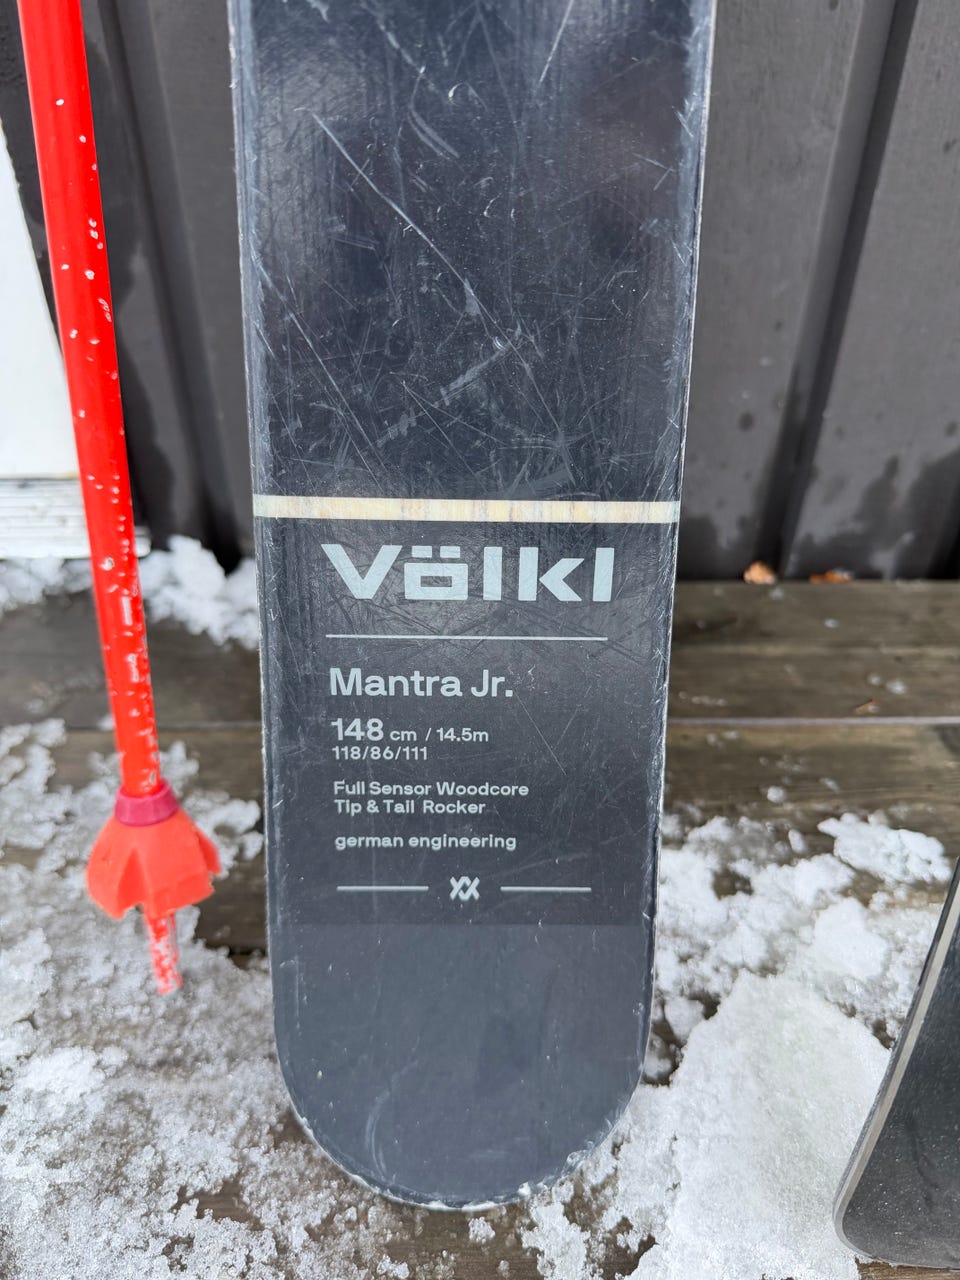 Völkl
Mantra Jr.
148 cm / 14.5m
118/86/111
Full Sensor Woodcore
Tip & Tail Rocker
german engineering